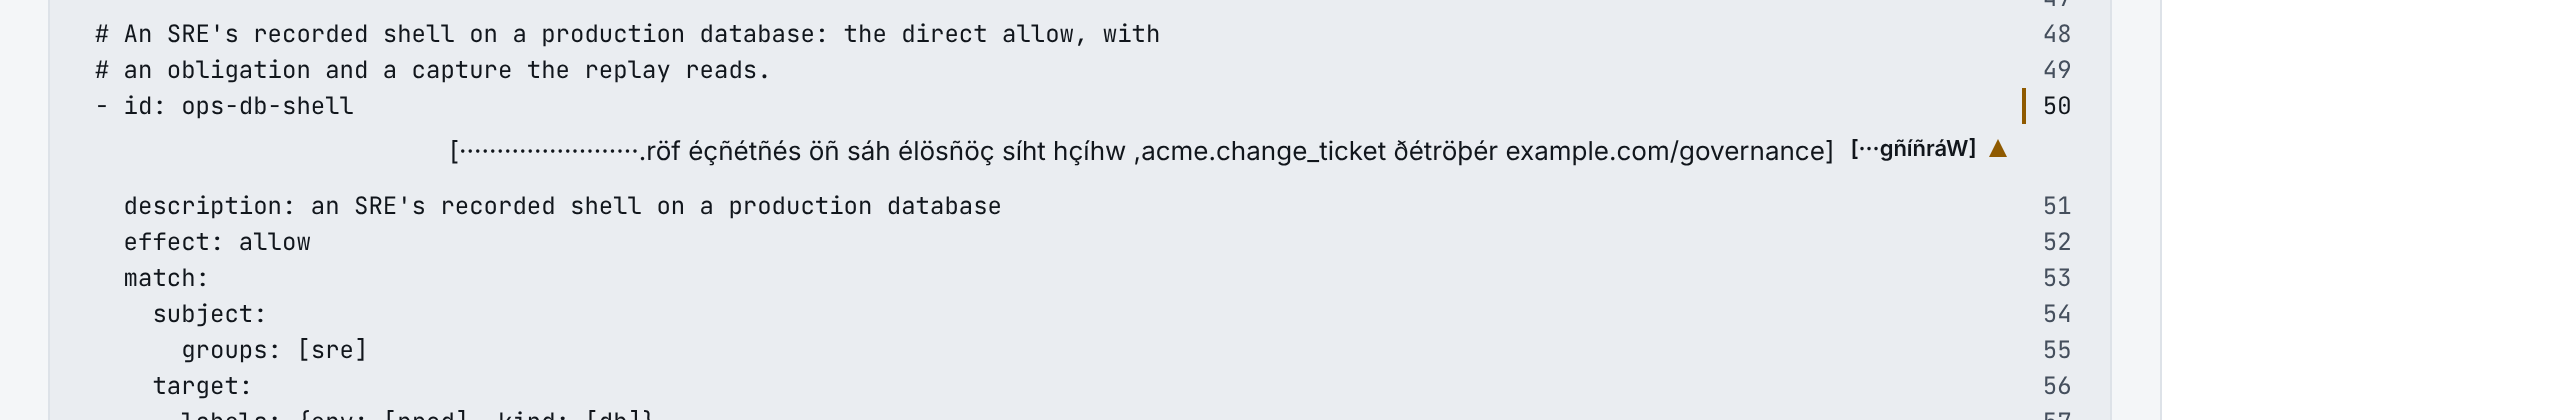 # An SRE's recorded shell on a production database: the direct allow, with 48
# an obligation and a capture the replay reads. 49
- id: ops-db-shell 50
[························.röf éçñétñés öñ sáh élösñöç síht hçíhw ,acme.change_ticket ðétröþér example.com/governance] [···gñíñráW] ▲
description: an SRE's recorded shell on a production database 51
effect: allow 52
match: 53
subject: 54
groups: [sre] 55
target: 56